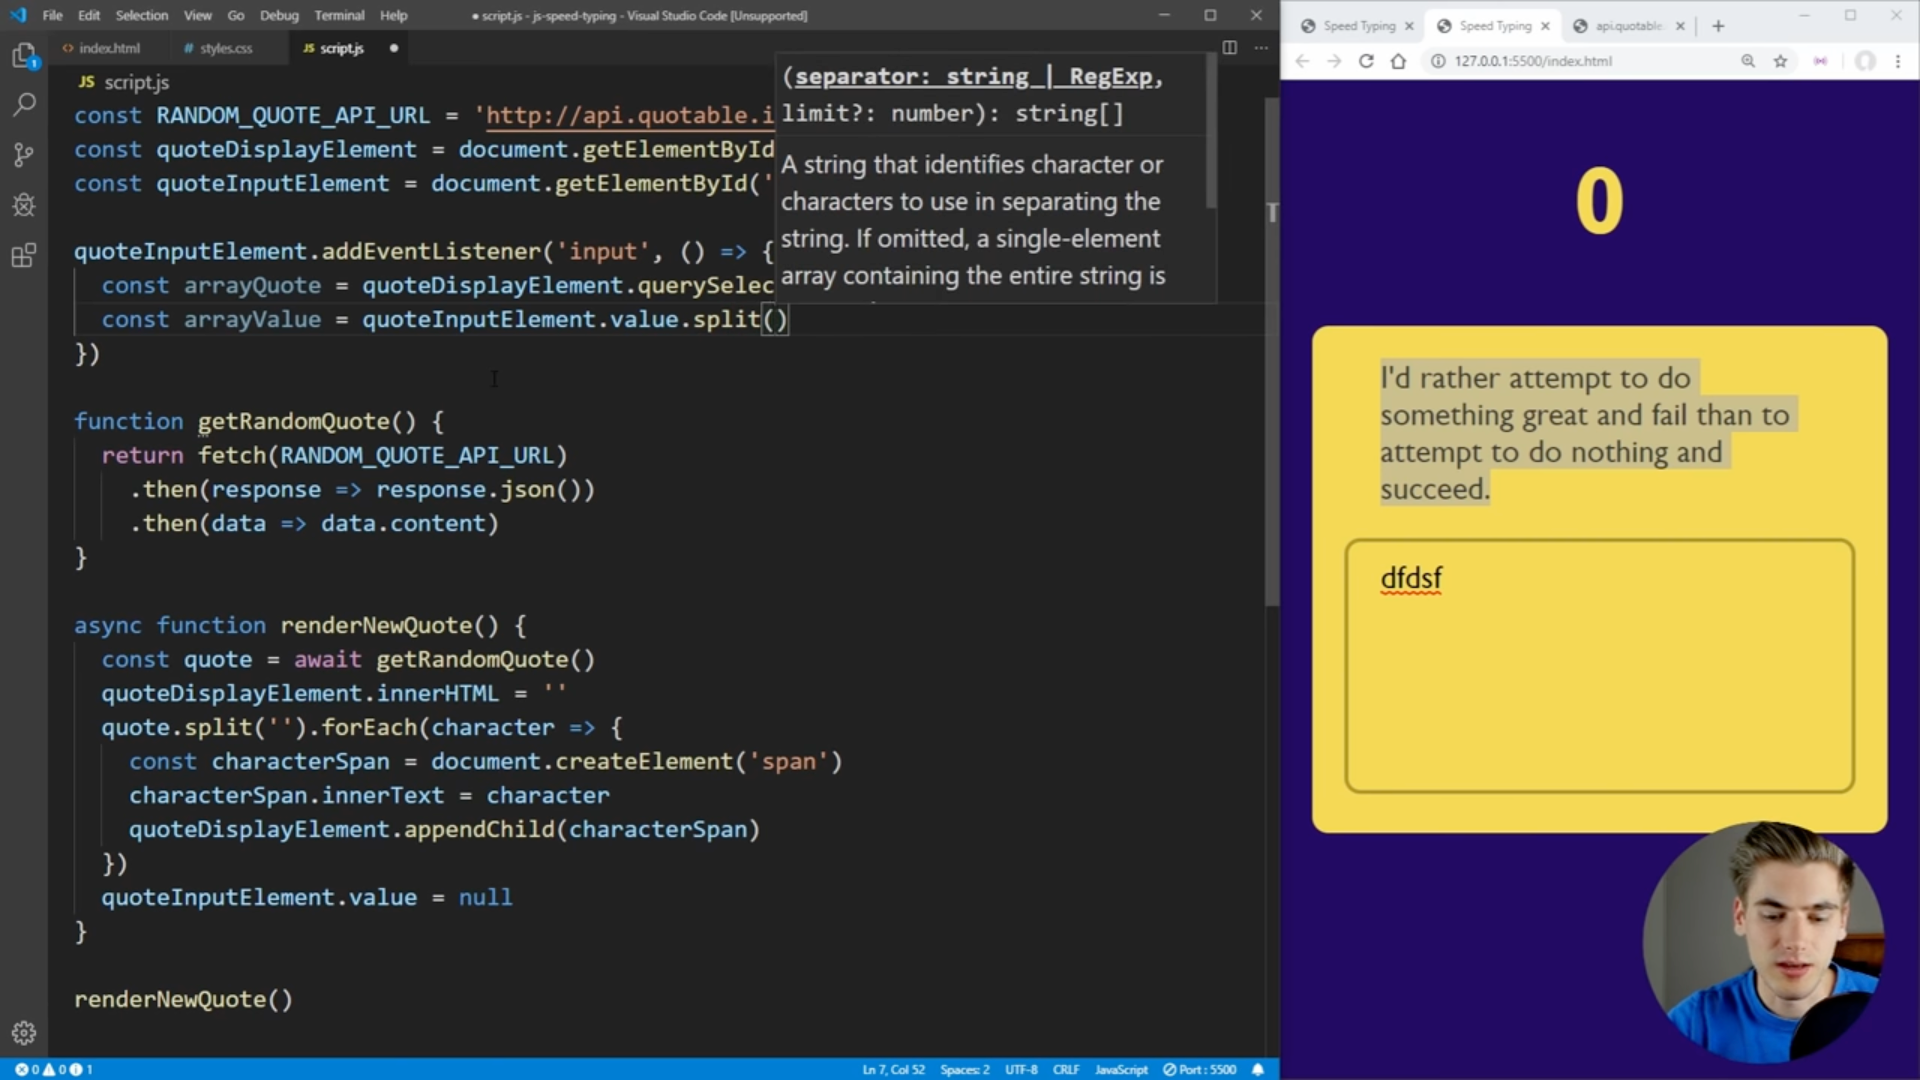 File Edit Selection View Go Debug Terminal Help
● script.js - js-speed-typing - Visual Studio Code [Unsupported]
<> index.html
# styles.css
JS script.js ●
1
JS script.js
const RANDOM_QUOTE_API_URL = 'http://api.quotable.i
const quoteDisplayElement = document.getElementById
const quoteInputElement = document.getElementById('
quoteInputElement.addEventListener('input', () => {
const arrayQuote = quoteDisplayElement.querySelec
const arrayValue = quoteInputElement.value.split()
})
(separator: string | RegExp,
limit?: number): string[]
A string that identifies character or
characters to use in separating the
string. If omitted, a single-element
array containing the entire string is
function getRandomQuote() {
return fetch(RANDOM_QUOTE_API_URL)
.then(response => response.json())
.then(data => data.content)
}
async function renderNewQuote() {
const quote = await getRandomQuote()
quoteDisplayElement.innerHTML = ''
quote.split('').forEach(character => {
const characterSpan = document.createElement('span')
characterSpan.innerText = character
quoteDisplayElement.appendChild(characterSpan)
})
quoteInputElement.value = null
}
renderNewQuote()
0 0 1
Ln 7, Col 52 Spaces: 2 UTF-8 CRLF JavaScript Port : 5500
Speed Typing
Speed Typing
api.quotable.
127.0.0.1:5500/index.html
0
I'd rather attempt to do
something great and fail than to
attempt to do nothing and
succeed.
dfdsf